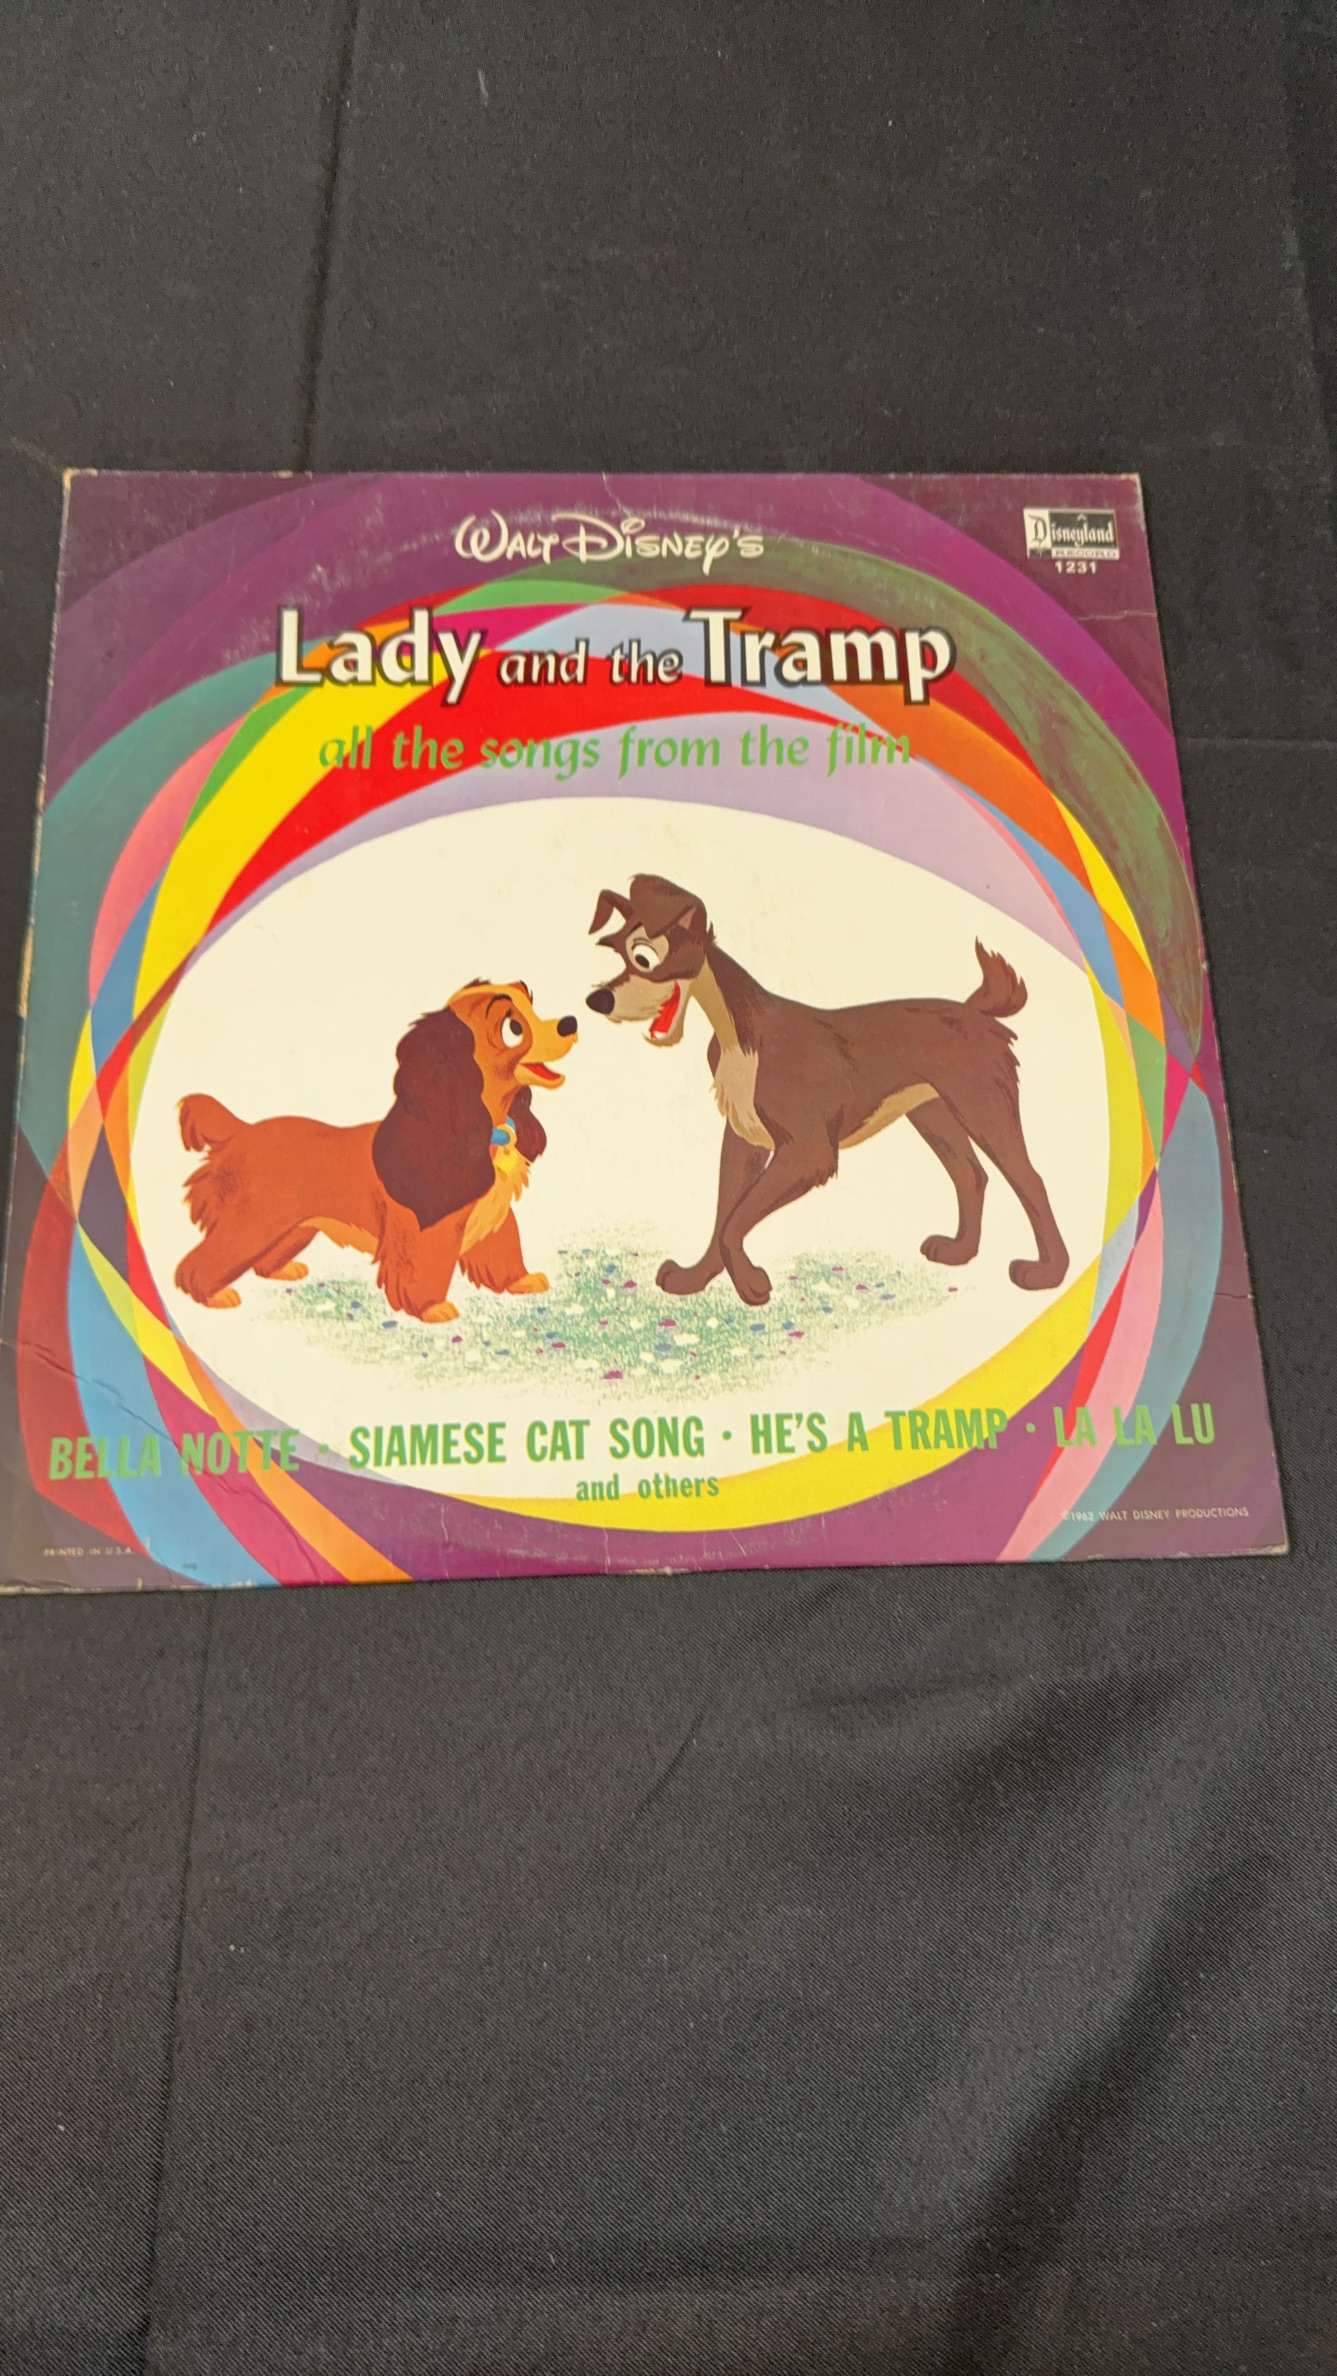 WALT DISNEY'S
Disneyland
RECORD
1231
Lady and the Tramp
all the songs from the film
BELLA NOTTE · SIAMESE CAT SONG · HE'S A TRAMP · LA LA LU
and others
©1962 WALT DISNEY PRODUCTIONS
PRINTED IN U.S.A.